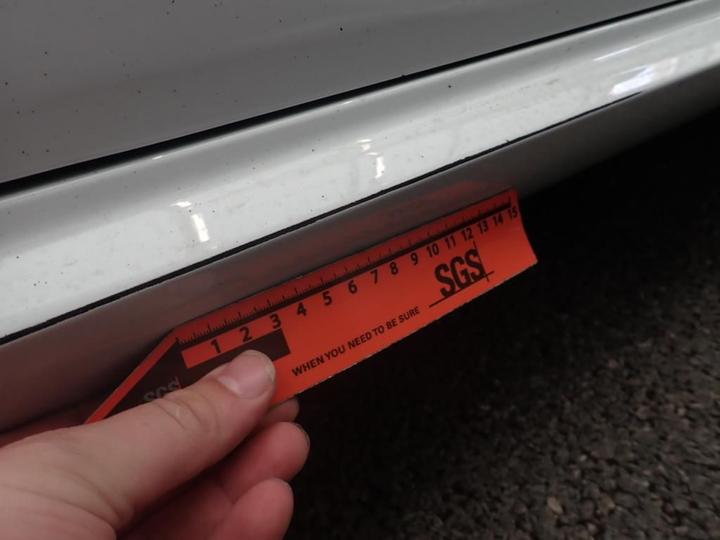 1 2 3 4 5 6 7 8 9 10 11 12 13 14 15
SGS
WHEN YOU NEED TO BE SURE
SGS